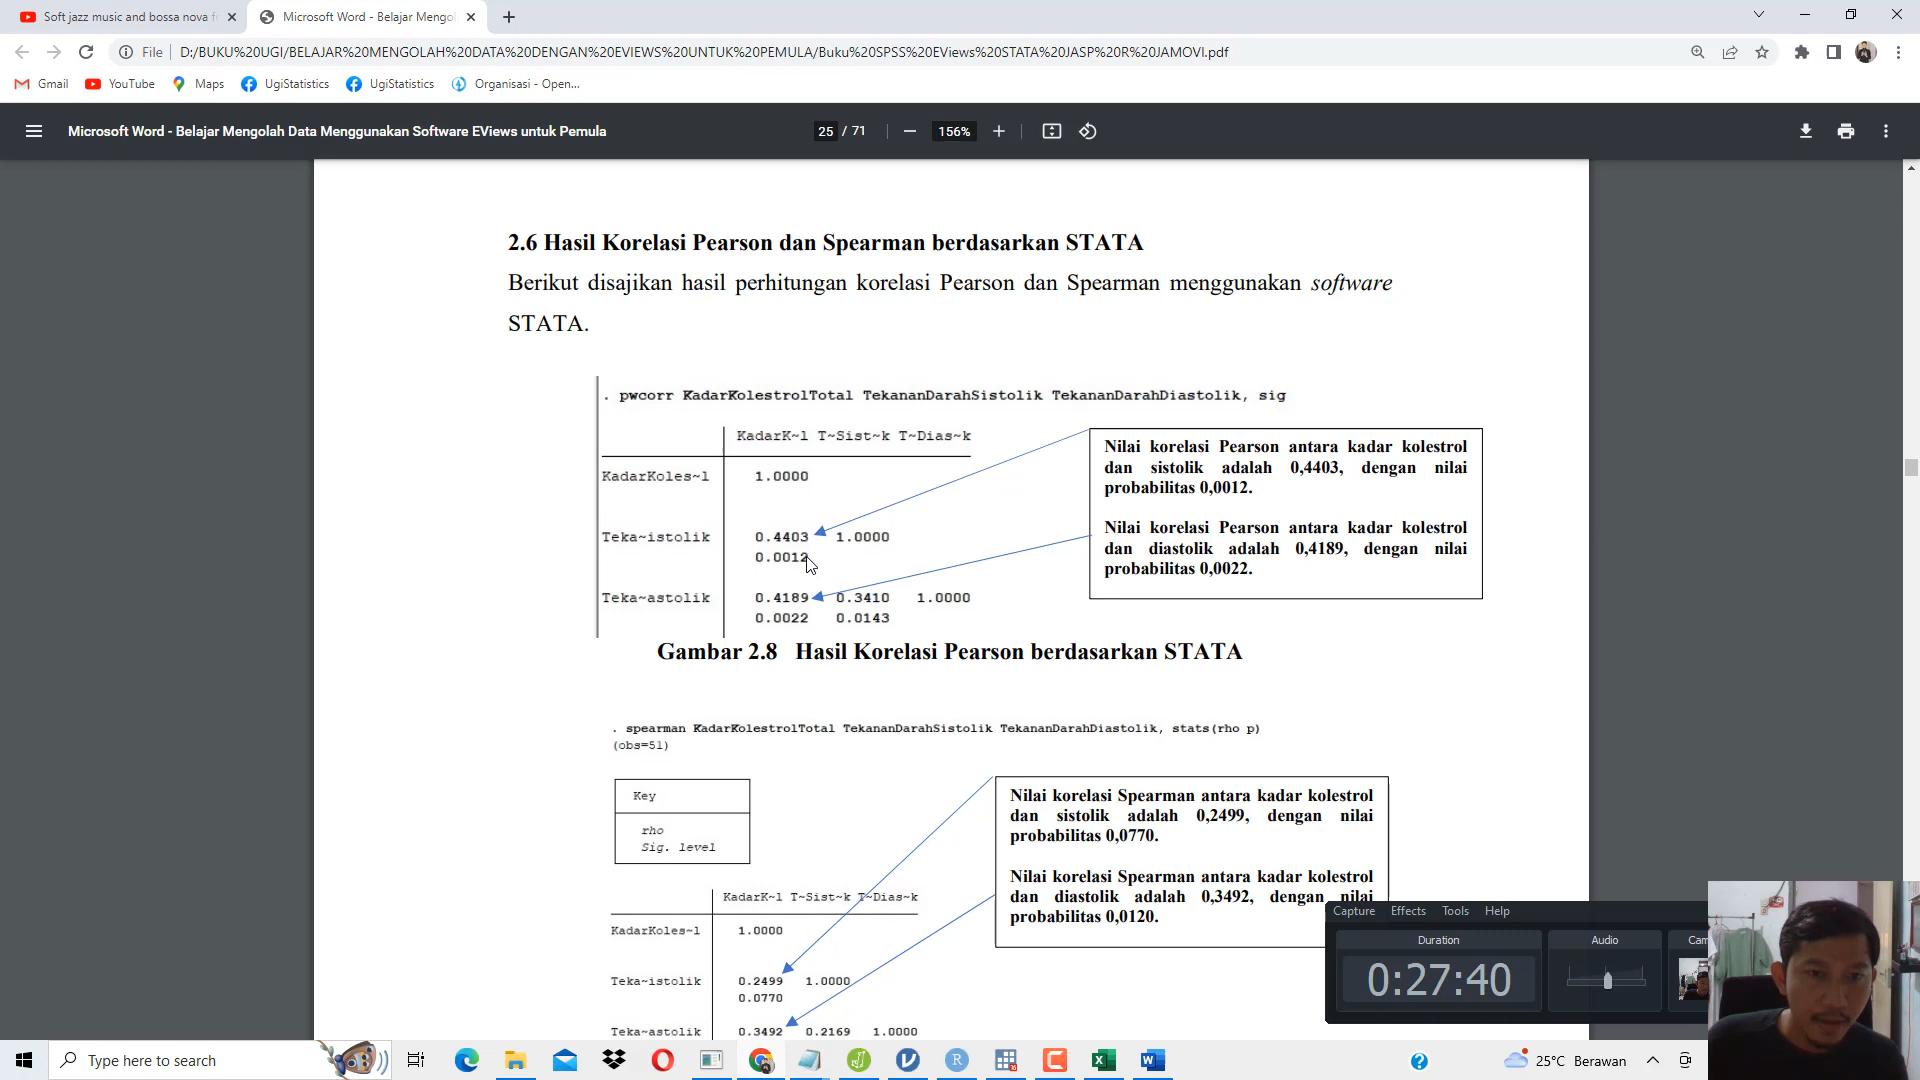 Soft jazz music and bossa nova f
Microsoft Word - Belajar Mengol
File
D:/BUKU%20UGI/BELAJAR%20MENGOLAH%20DATA%20DENGAN%20EVIEWS%20UNTUK%20PEMULA/Buku%20SPSS%20EViews%20STATA%20JASP%20R%20JAMOVI.pdf
Gmail YouTube Maps UgiStatistics UgiStatistics Organisasi - Open...
Microsoft Word - Belajar Mengolah Data Menggunakan Software EViews untuk Pemula
25 / 71
156%
2.6 Hasil Korelasi Pearson dan Spearman berdasarkan STATA
Berikut disajikan hasil perhitungan korelasi Pearson dan Spearman menggunakan software
STATA.
. pwcorr KadarKolestrolTotal TekananDarahSistolik TekananDarahDiastolik, sig
KadarK~l T~Sist~k T~Dias~k
KadarKoles~l 1.0000
Teka~istolik 0.4403 1.0000
0.0012
Teka~astolik 0.4189 0.3410 1.0000
0.0022 0.0143
Nilai korelasi Pearson antara kadar kolestrol
dan sistolik adalah 0,4403, dengan nilai
probabilitas 0,0012.
Nilai korelasi Pearson antara kadar kolestrol
dan diastolik adalah 0,4189, dengan nilai
probabilitas 0,0022.
Gambar 2.8 Hasil Korelasi Pearson berdasarkan STATA
. spearman KadarKolestrolTotal TekananDarahSistolik TekananDarahDiastolik, stats(rho p)
(obs=51)
Key
rho
Sig. level
KadarK~l T~Sist~k T~Dias~k
KadarKoles~l 1.0000
Teka~istolik 0.2499 1.0000
0.0770
Teka~astolik 0.3492 0.2169 1.0000
Nilai korelasi Spearman antara kadar kolestrol
dan sistolik adalah 0,2499, dengan nilai
probabilitas 0,0770.
Nilai korelasi Spearman antara kadar kolestrol
dan diastolik adalah 0,3492, dengan nilai
probabilitas 0,0120.
Capture Effects Tools Help
Duration
Audio
Cam
0:27:40
Type here to search
25°C Berawan